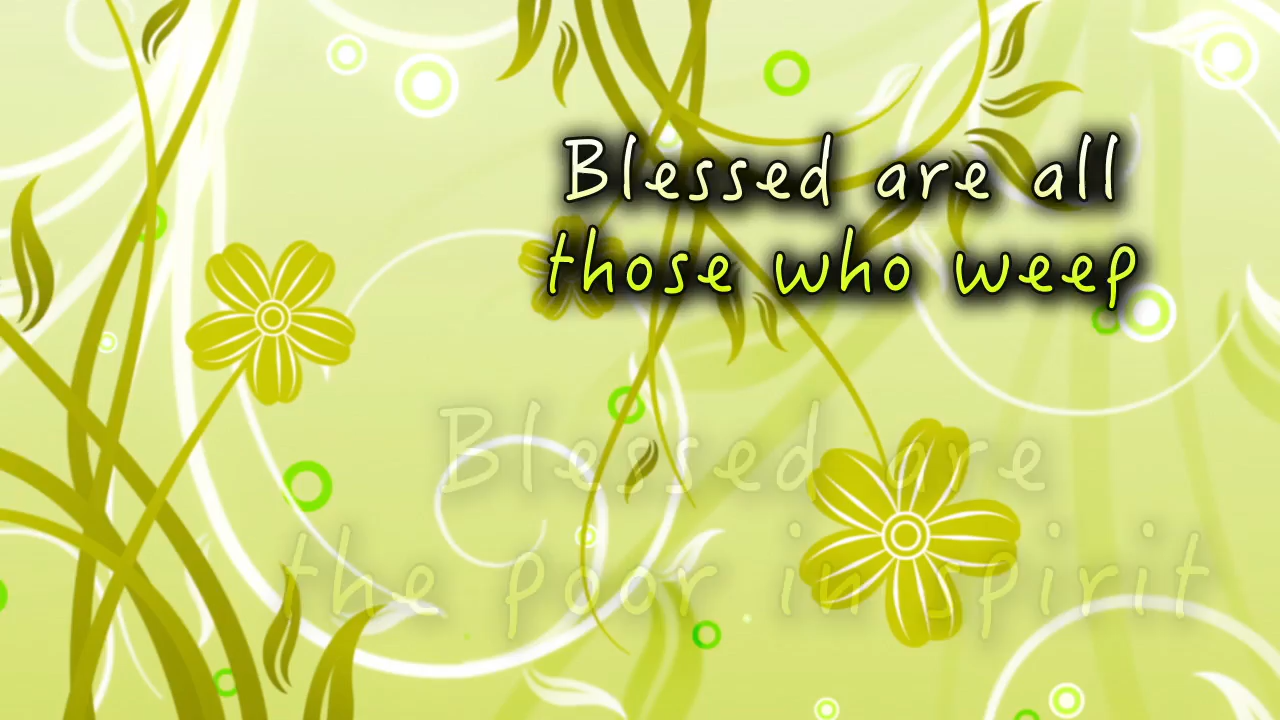 Blessed are all
those who weep
Blessed are
the poor in spirit